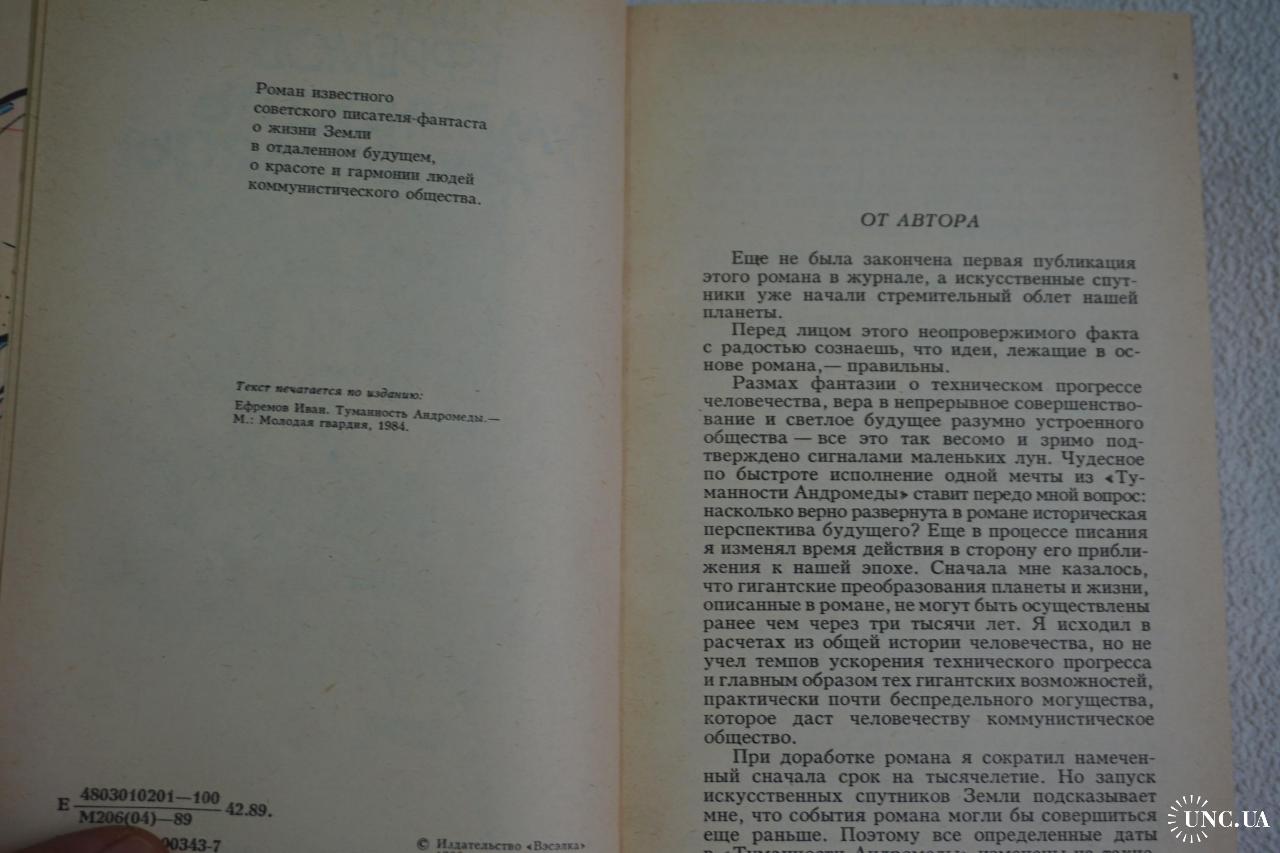 Роман известного
советского писателя-фантаста
о жизни Земли
в отдаленном будущем,
о красоте и гармонии людей
коммунистического общества.
Текст печатается по изданию:
Ефремов Иван. Туманность Андромеды.—
М.: Молодая гвардия, 1984.
Е 4803010201—100 42.89.
М206(04)—89
00343-7
© Издательство «Вэсэлка»
ОТ АВТОРА
Еще не была закончена первая публикация
этого романа в журнале, а искусственные спут-
ники уже начали стремительный облет нашей
планеты.
Перед лицом этого неопровержимого факта
с радостью сознаешь, что идеи, лежащие в ос-
нове романа,— правильны.
Размах фантазии о техническом прогрессе
человечества, вера в непрерывное совершенство-
вание и светлое будущее разумно устроенного
общества — все это так весомо и зримо под-
тверждено сигналами маленьких лун. Чудесное
по быстроте исполнение одной мечты из «Ту-
манности Андромеды» ставит передо мной вопрос:
насколько верно развернута в романе историческая
перспектива будущего? Еще в процессе писания
я изменял время действия в сторону его прибли-
жения к нашей эпохе. Сначала мне казалось,
что гигантские преобразования планеты и жизни,
описанные в романе, не могут быть осуществлены
ранее чем через три тысячи лет. Я исходил в
расчетах из общей истории человечества, но не
учел темпов ускорения технического прогресса
и главным образом тех гигантских возможностей,
практически почти беспредельного могущества,
которое даст человечеству коммунистическое
общество.
При доработке романа я сократил намечен-
ный сначала срок на тысячелетие. Но запуск
искусственных спутников Земли подсказывает
мне, что события романа могли бы совершиться
еще раньше. Поэтому все определенные даты
в «Туманности Андромеды» изменены на такие,
UNC.UA